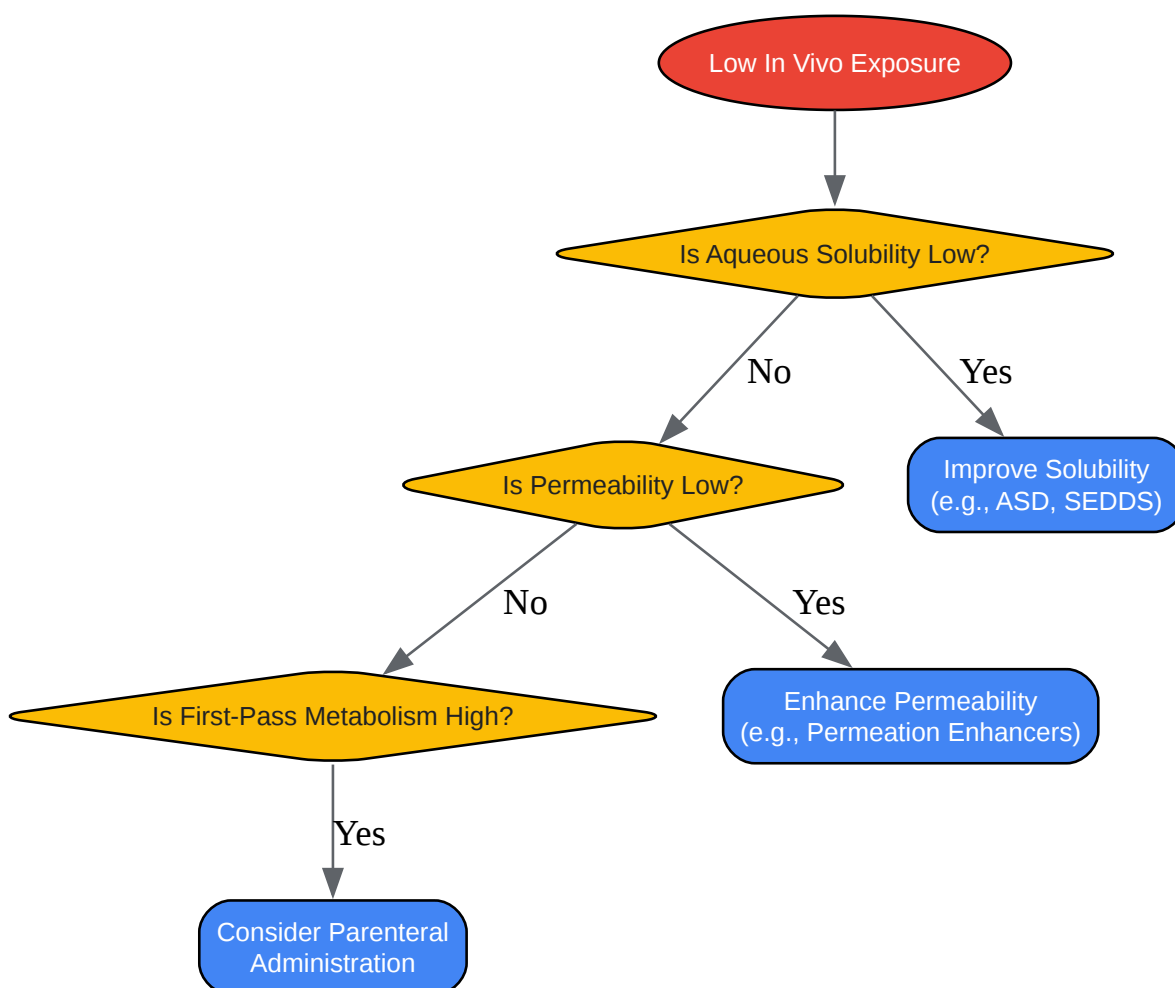 Low In Vivo Exposure
Is Aqueous Solubility Low?
No
Yes
Is Permeability Low?
Improve Solubility
(e.g., ASD, SEDDS)
No
Yes
Is First-Pass Metabolism High?
Enhance Permeability
(e.g., Permeation Enhancers)
Yes
Consider Parenteral
Administration